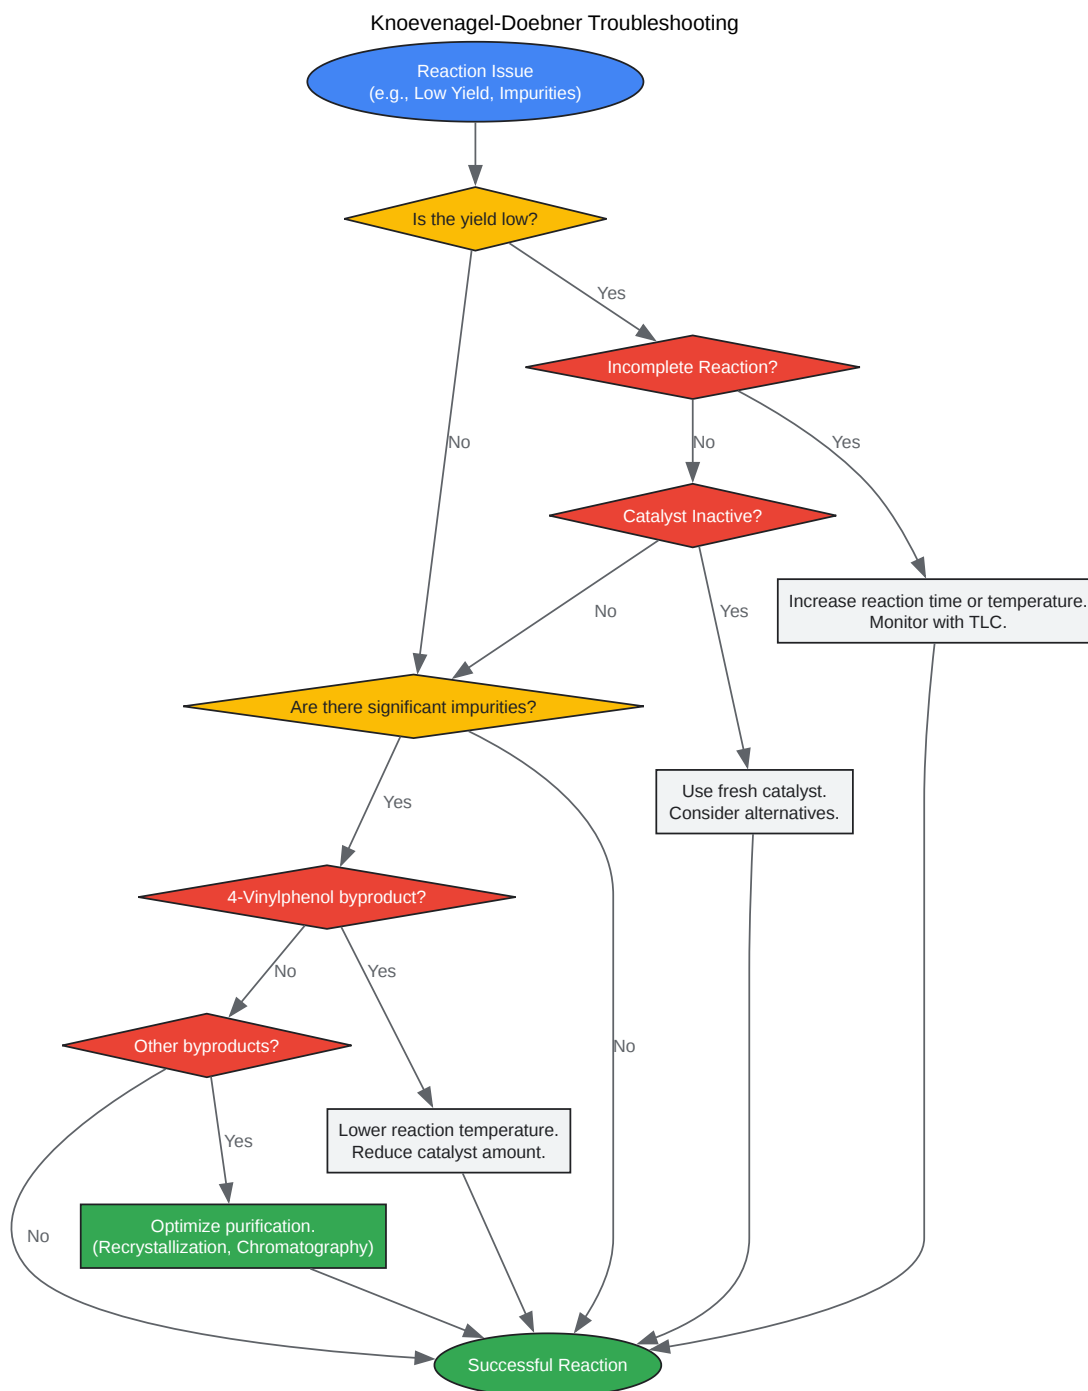 Knoevenagel-Doebner Troubleshooting
Reaction Issue
(e.g., Low Yield, Impurities)
Is the yield low?
Yes
Incomplete Reaction?
No
No
Yes
Catalyst Inactive?
Increase reaction time or temperature.
Monitor with TLC.
No
Yes
Are there significant impurities?
Use fresh catalyst.
Consider alternatives.
Yes
4-Vinylphenol byproduct?
No
Yes
Other byproducts?
No
Lower reaction temperature.
Reduce catalyst amount.
Yes
No
Optimize purification.
(Recrystallization, Chromatography)
Successful Reaction